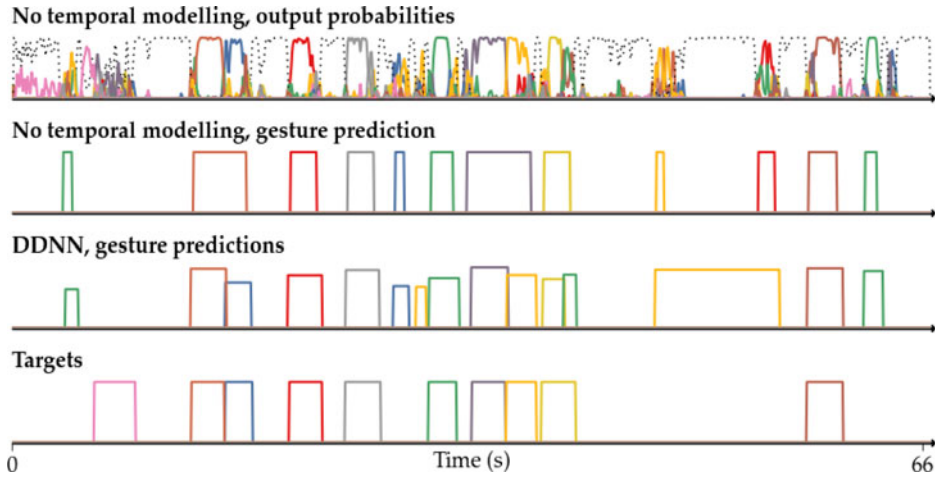 No temporal modelling, output probabilities
No temporal modelling, gesture prediction
DDNN, gesture predictions
Targets
0
Time (s)
66